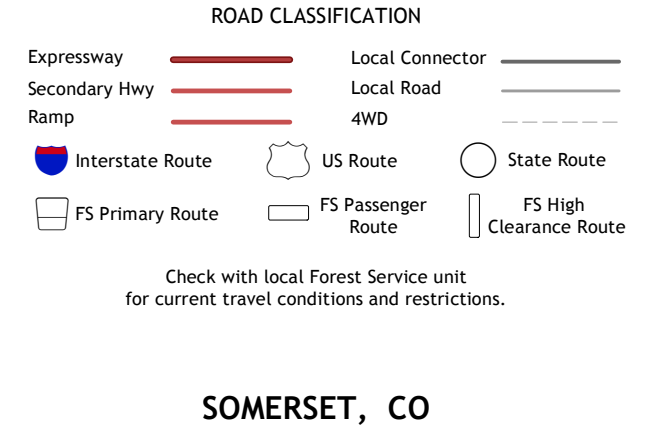 ROAD CLASSIFICATION
Expressway
Local Connector
Secondary Hwy
Local Road
Ramp
4WD
Interstate Route
US Route
State Route
FS Primary Route
FS Passenger
Route
FS High
Clearance Route
Check with local Forest Service unit
for current travel conditions and restrictions.
SOMERSET, CO